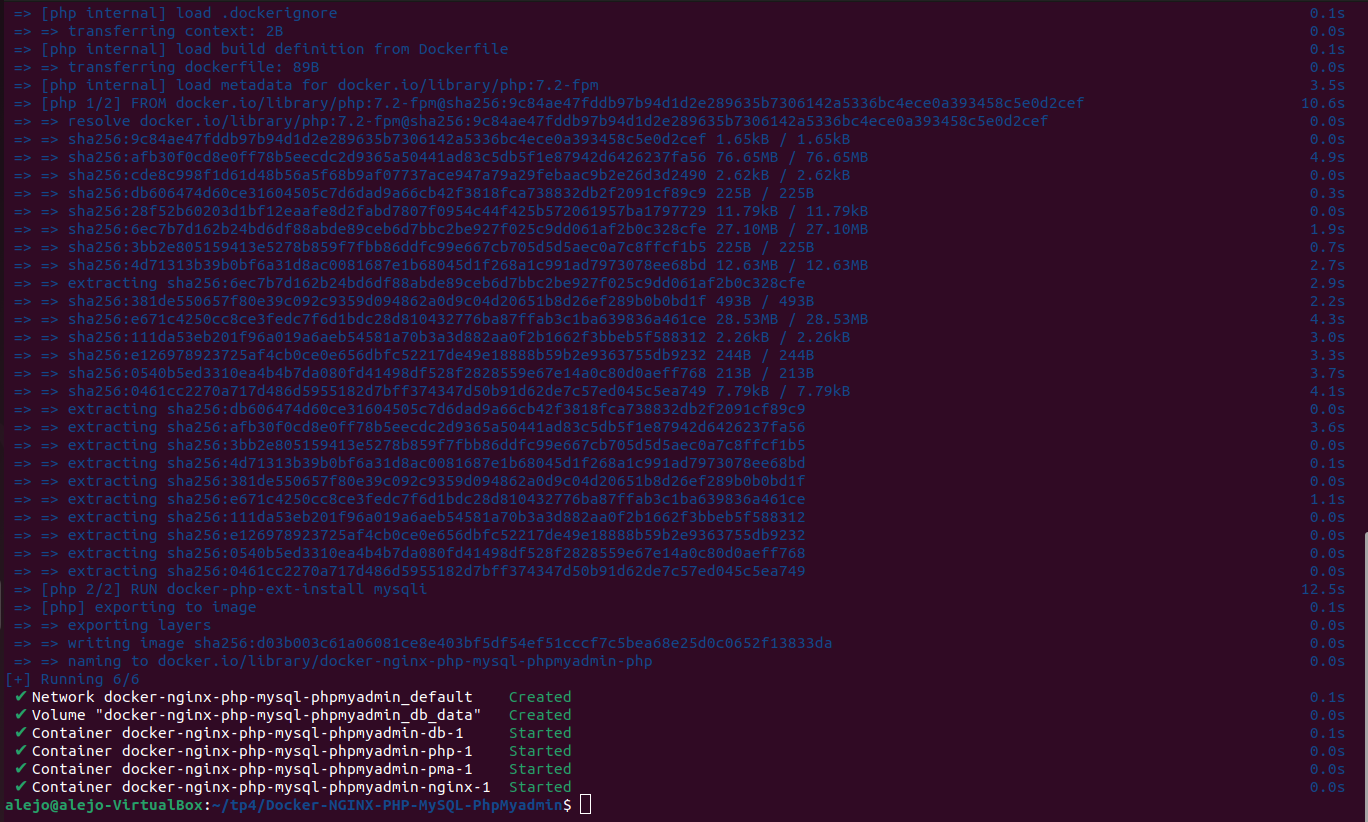 => [php internal] load .dockerignore 0.1s
=> => transferring context: 2B 0.0s
=> [php internal] load build definition from Dockerfile 0.1s
=> => transferring dockerfile: 89B 0.0s
=> [php internal] load metadata for docker.io/library/php:7.2-fpm 3.5s
=> [php 1/2] FROM docker.io/library/php:7.2-fpm@sha256:9c84ae47fddb97b94d1d2e289635b7306142a5336bc4ece0a393458c5e0d2cef 10.6s
=> => resolve docker.io/library/php:7.2-fpm@sha256:9c84ae47fddb97b94d1d2e289635b7306142a5336bc4ece0a393458c5e0d2cef 0.0s
=> => sha256:9c84ae47fddb97b94d1d2e289635b7306142a5336bc4ece0a393458c5e0d2cef 1.65kB / 1.65kB 0.0s
=> => sha256:afb30f0cd8e0ff78b5eecdc2d9365a50441ad83c5db5f1e87942d6426237fa56 76.65MB / 76.65MB 4.9s
=> => sha256:cde8c998f1d61d48b56a5f68b9af07737ace947a79a29febaac9b2e26d3d2490 2.62kB / 2.62kB 0.0s
=> => sha256:db606474d60ce31604505c7d6dad9a66cb42f3818fca738832db2f2091cf89c9 225B / 225B 0.3s
=> => sha256:28f52b60203d1bf12eaafe8d2fabd7807f0954c44f425b572061957ba1797729 11.79kB / 11.79kB 0.0s
=> => sha256:6ec7b7d162b24bd6df88abde89ceb6d7bbc2be927f025c9dd061af2b0c328cfe 27.10MB / 27.10MB 1.9s
=> => sha256:3bb2e805159413e5278b859f7fbb86ddfc99e667cb705d5d5aec0a7c8ffcf1b5 225B / 225B 0.7s
=> => sha256:4d71313b39b0bf6a31d8ac0081687e1b68045d1f268a1c991ad7973078ee68bd 12.63MB / 12.63MB 2.7s
=> => extracting sha256:6ec7b7d162b24bd6df88abde89ceb6d7bbc2be927f025c9dd061af2b0c328cfe 2.9s
=> => sha256:381de550657f80e39c092c9359d094862a0d9c04d20651b8d26ef289b0b0bd1f 493B / 493B 2.2s
=> => sha256:e671c4250cc8ce3fedc7f6d1bdc28d810432776ba87ffab3c1ba639836a461ce 28.53MB / 28.53MB 4.3s
=> => sha256:111da53eb201f96a019a6aeb54581a70b3a3d882aa0f2b1662f3bbeb5f588312 2.26kB / 2.26kB 3.0s
=> => sha256:e126978923725af4cb0ce0e656dbfc52217de49e18888b59b2e9363755db9232 244B / 244B 3.3s
=> => sha256:0540b5ed3310ea4b4b7da080fd41498df528f2828559e67e14a0c80d0aeff768 213B / 213B 3.7s
=> => sha256:0461cc2270a717d486d5955182d7bff374347d50b91d62de7c57ed045c5ea749 7.79kB / 7.79kB 4.1s
=> => extracting sha256:db606474d60ce31604505c7d6dad9a66cb42f3818fca738832db2f2091cf89c9 0.0s
=> => extracting sha256:afb30f0cd8e0ff78b5eecdc2d9365a50441ad83c5db5f1e87942d6426237fa56 3.6s
=> => extracting sha256:3bb2e805159413e5278b859f7fbb86ddfc99e667cb705d5d5aec0a7c8ffcf1b5 0.0s
=> => extracting sha256:4d71313b39b0bf6a31d8ac0081687e1b68045d1f268a1c991ad7973078ee68bd 0.1s
=> => extracting sha256:381de550657f80e39c092c9359d094862a0d9c04d20651b8d26ef289b0b0bd1f 0.0s
=> => extracting sha256:e671c4250cc8ce3fedc7f6d1bdc28d810432776ba87ffab3c1ba639836a461ce 1.1s
=> => extracting sha256:111da53eb201f96a019a6aeb54581a70b3a3d882aa0f2b1662f3bbeb5f588312 0.0s
=> => extracting sha256:e126978923725af4cb0ce0e656dbfc52217de49e18888b59b2e9363755db9232 0.0s
=> => extracting sha256:0540b5ed3310ea4b4b7da080fd41498df528f2828559e67e14a0c80d0aeff768 0.0s
=> => extracting sha256:0461cc2270a717d486d5955182d7bff374347d50b91d62de7c57ed045c5ea749 0.0s
=> [php 2/2] RUN docker-php-ext-install mysqli 12.5s
=> [php] exporting to image 0.1s
=> => exporting layers 0.0s
=> => writing image sha256:d03b003c61a06081ce8e403bf5df54ef51cccf7c5bea68e25d0c0652f13833da 0.0s
=> => naming to docker.io/library/docker-nginx-php-mysql-phpmyadmin-php 0.0s
[+] Running 6/6
✔ Network docker-nginx-php-mysql-phpmyadmin_default Created 0.1s
✔ Volume "docker-nginx-php-mysql-phpmyadmin_db_data" Created 0.0s
✔ Container docker-nginx-php-mysql-phpmyadmin-db-1 Started 0.1s
✔ Container docker-nginx-php-mysql-phpmyadmin-php-1 Started 0.0s
✔ Container docker-nginx-php-mysql-phpmyadmin-pma-1 Started 0.0s
✔ Container docker-nginx-php-mysql-phpmyadmin-nginx-1 Started 0.0s
alejo@alejo-VirtualBox:~/tp4/Docker-NGINX-PHP-MySQL-PhpMyadmin$